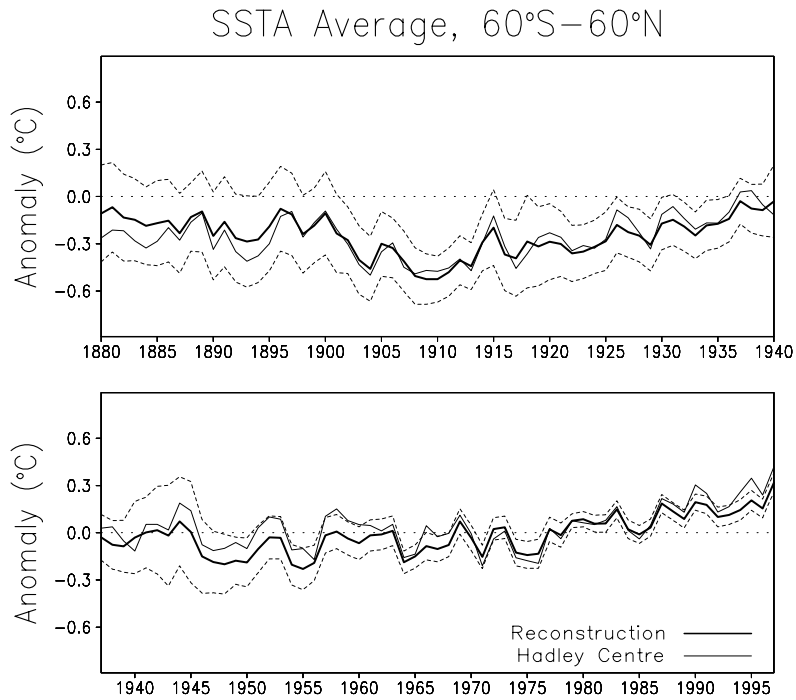 SSTA Average, 60°S–60°N
Anomaly (°C)
0.6
0.3
0.0
−0.3
−0.6
1880 1885 1890 1895 1900 1905 1910 1915 1920 1925 1930 1935 1940
Anomaly (°C)
0.6
0.3
0.0
−0.3
−0.6
Reconstruction
Hadley Centre
1940 1945 1950 1955 1960 1965 1970 1975 1980 1985 1990 1995